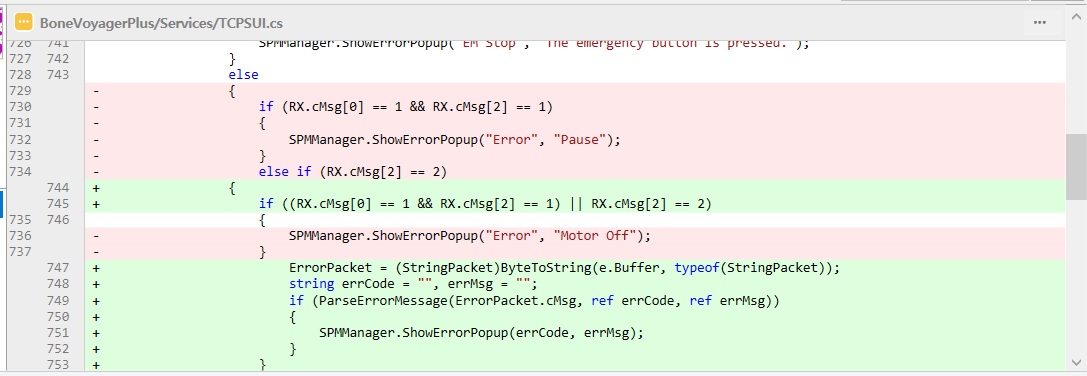 BoneVoyagerPlus/Services/TCPSUI.cs
726 741 SPMManager.ShowErrorPopup("EM Stop", "The emergency button is pressed.");
727 742 }
728 743 else
729 - {
730 - if (RX.cMsg[0] == 1 && RX.cMsg[2] == 1)
731 - {
732 - SPMManager.ShowErrorPopup("Error", "Pause");
733 - }
734 - else if (RX.cMsg[2] == 2)
744 + {
745 + if ((RX.cMsg[0] == 1 && RX.cMsg[2] == 1) || RX.cMsg[2] == 2)
735 746 {
736 - SPMManager.ShowErrorPopup("Error", "Motor Off");
737 - }
747 + ErrorPacket = (StringPacket)ByteToString(e.Buffer, typeof(StringPacket));
748 + string errCode = "", errMsg = "";
749 + if (ParseErrorMessage(ErrorPacket.cMsg, ref errCode, ref errMsg))
750 + {
751 + SPMManager.ShowErrorPopup(errCode, errMsg);
752 + }
753 + }